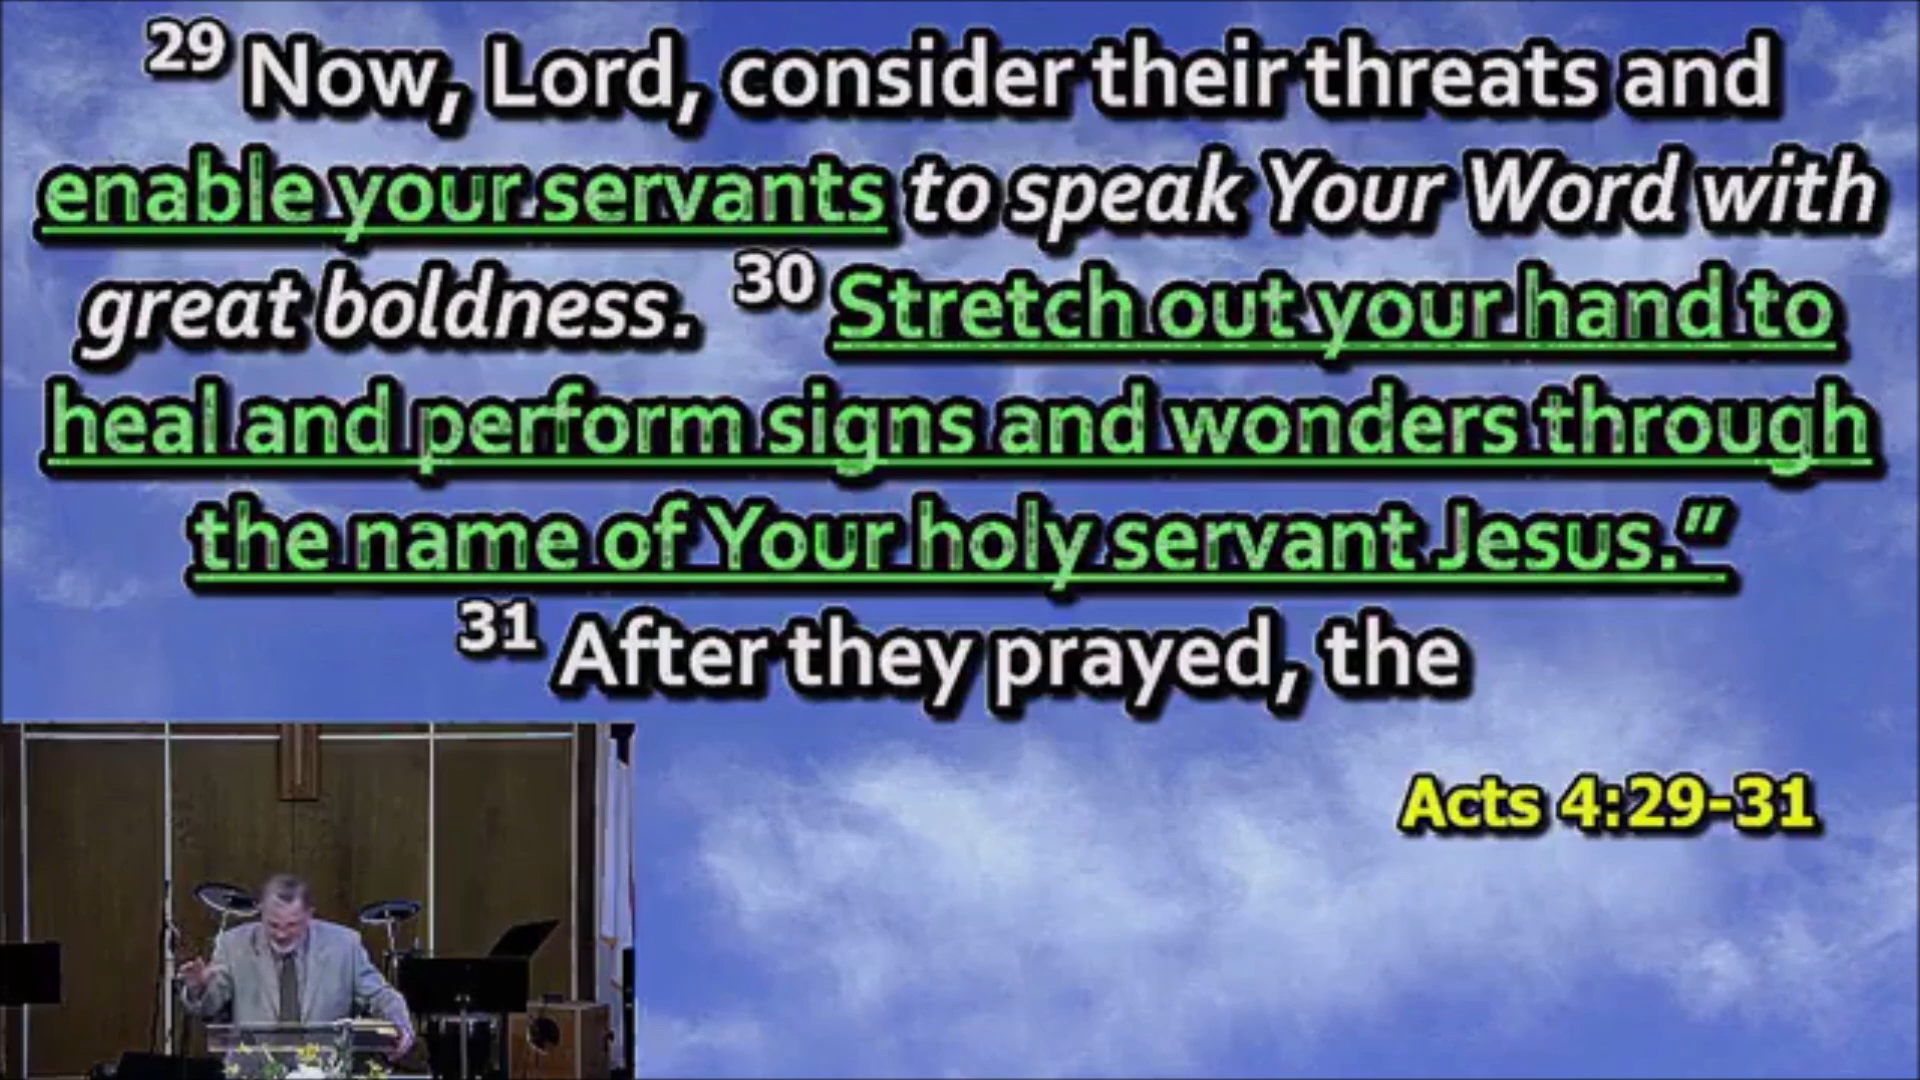 29 Now, Lord, consider their threats and
enable your servants to speak Your Word with
great boldness. 30 Stretch out your hand to
heal and perform signs and wonders through
the name of Your holy servant Jesus.”
31 After they prayed, the
Acts 4:29-31